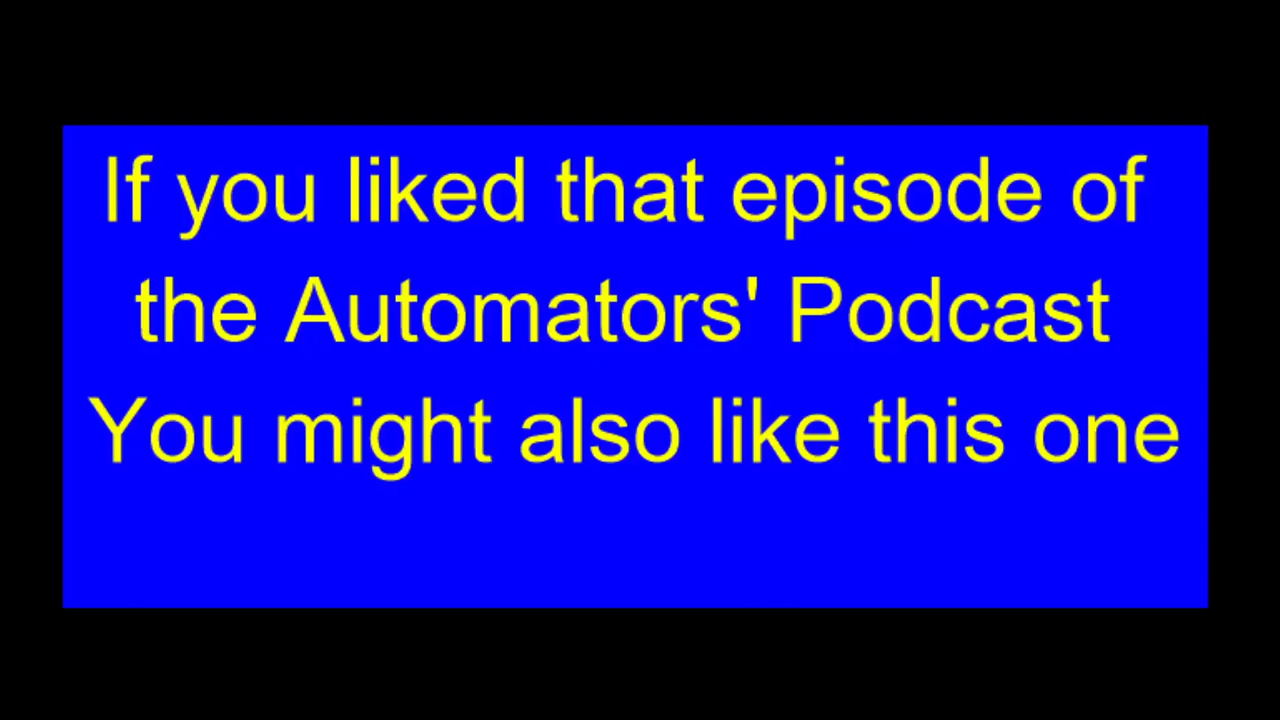 If you liked that episode of
the Automators' Podcast
You might also like this one